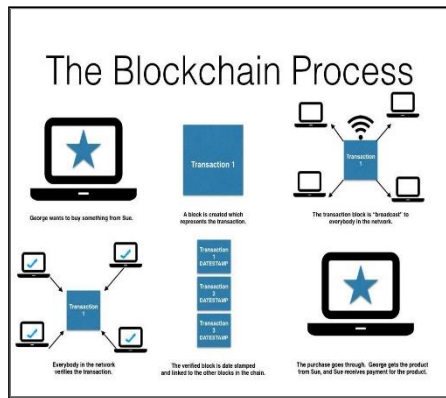 The Blockchain Process
Transaction 1
Transaction
1
George wants to buy something from Sue.
A block is created which
represents the transaction.
The transaction block is "broadcast" to
everybody in the network.
Transaction
1
Transaction
1
DATESTAMP
Transaction
2
DATESTAMP
Transaction
3
DATESTAMP
Everybody in the network
verifies the transaction.
The verified block is date stamped
and linked to the other blocks in the chain.
The purchase goes through. George gets the product
from Sue, and Sue receives payment for the product.